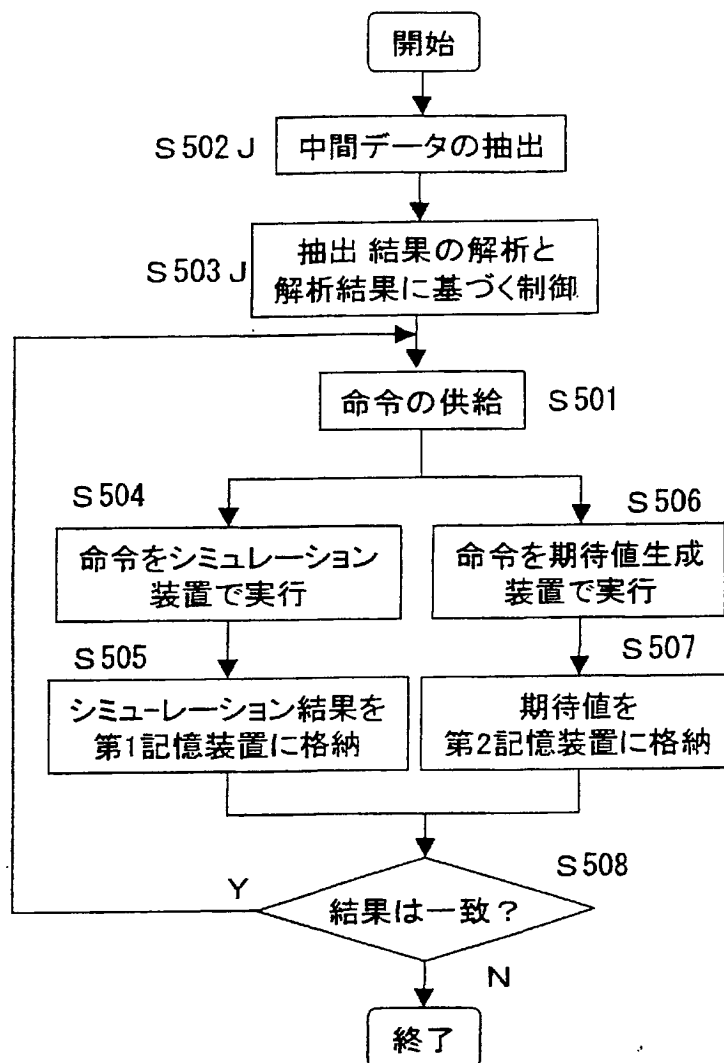 開始
S502J
中間データの抽出
S503J
抽出 結果の解析と
解析結果に基づく制御
命令の供給
S501
S504
命令をシミュレーション
装置で実行
S506
命令を期待値生成
装置で実行
S505
シミュ-レーション結果を
第1記憶装置に格納
S507
期待値を
第2記憶装置に格納
S508
結果は一致？
Y
N
終了